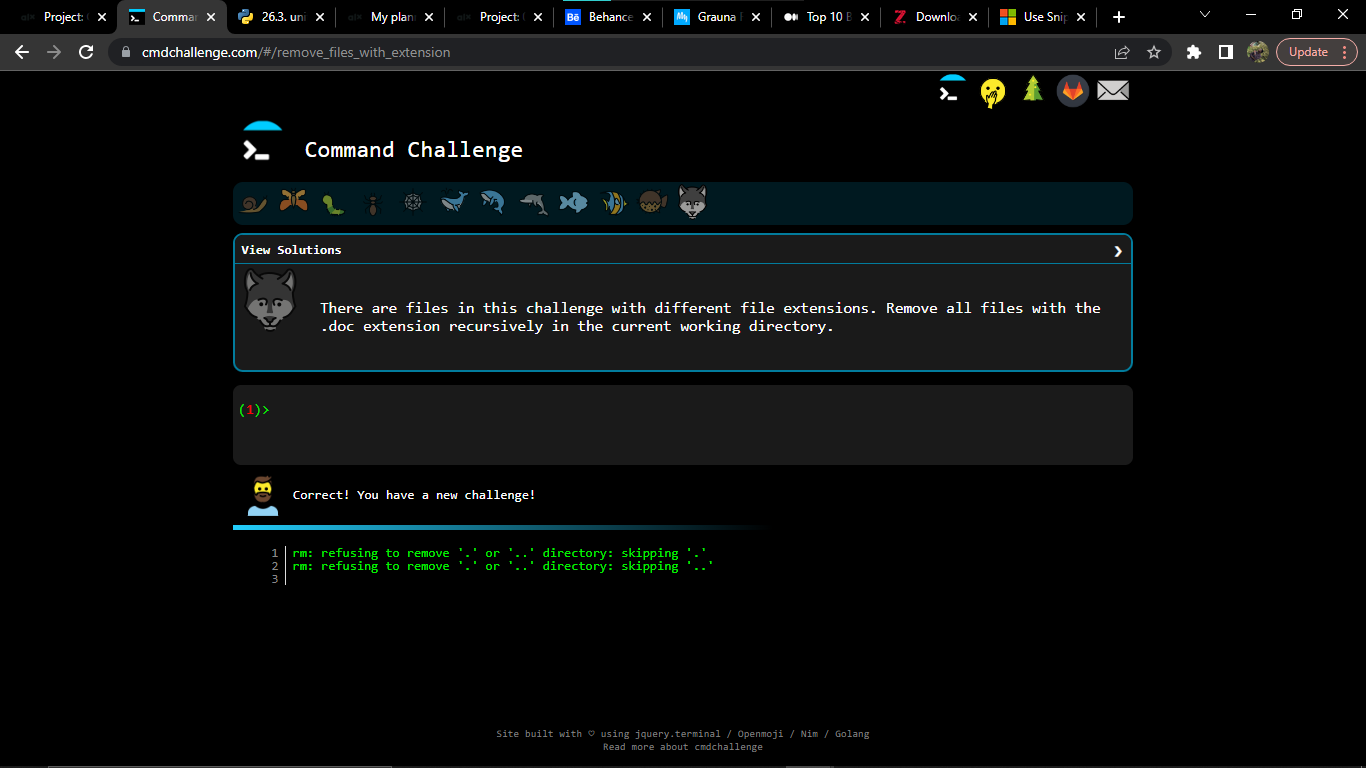 Project:
Comma
26.3. uni
My plan
Project:
Behance
Grauna
Top 10 B
Downlo
Use Snip
cmdchallenge.com/#/remove_files_with_extension
Update
Command Challenge
View Solutions
There are files in this challenge with different file extensions. Remove all files with the
.doc extension recursively in the current working directory.
(1)>
Correct! You have a new challenge!
1 rm: refusing to remove '.' or '..' directory: skipping '.'
2 rm: refusing to remove '.' or '..' directory: skipping '..'
3
Site built with ♡ using jquery.terminal / Openmoji / Nim / Golang
Read more about cmdchallenge